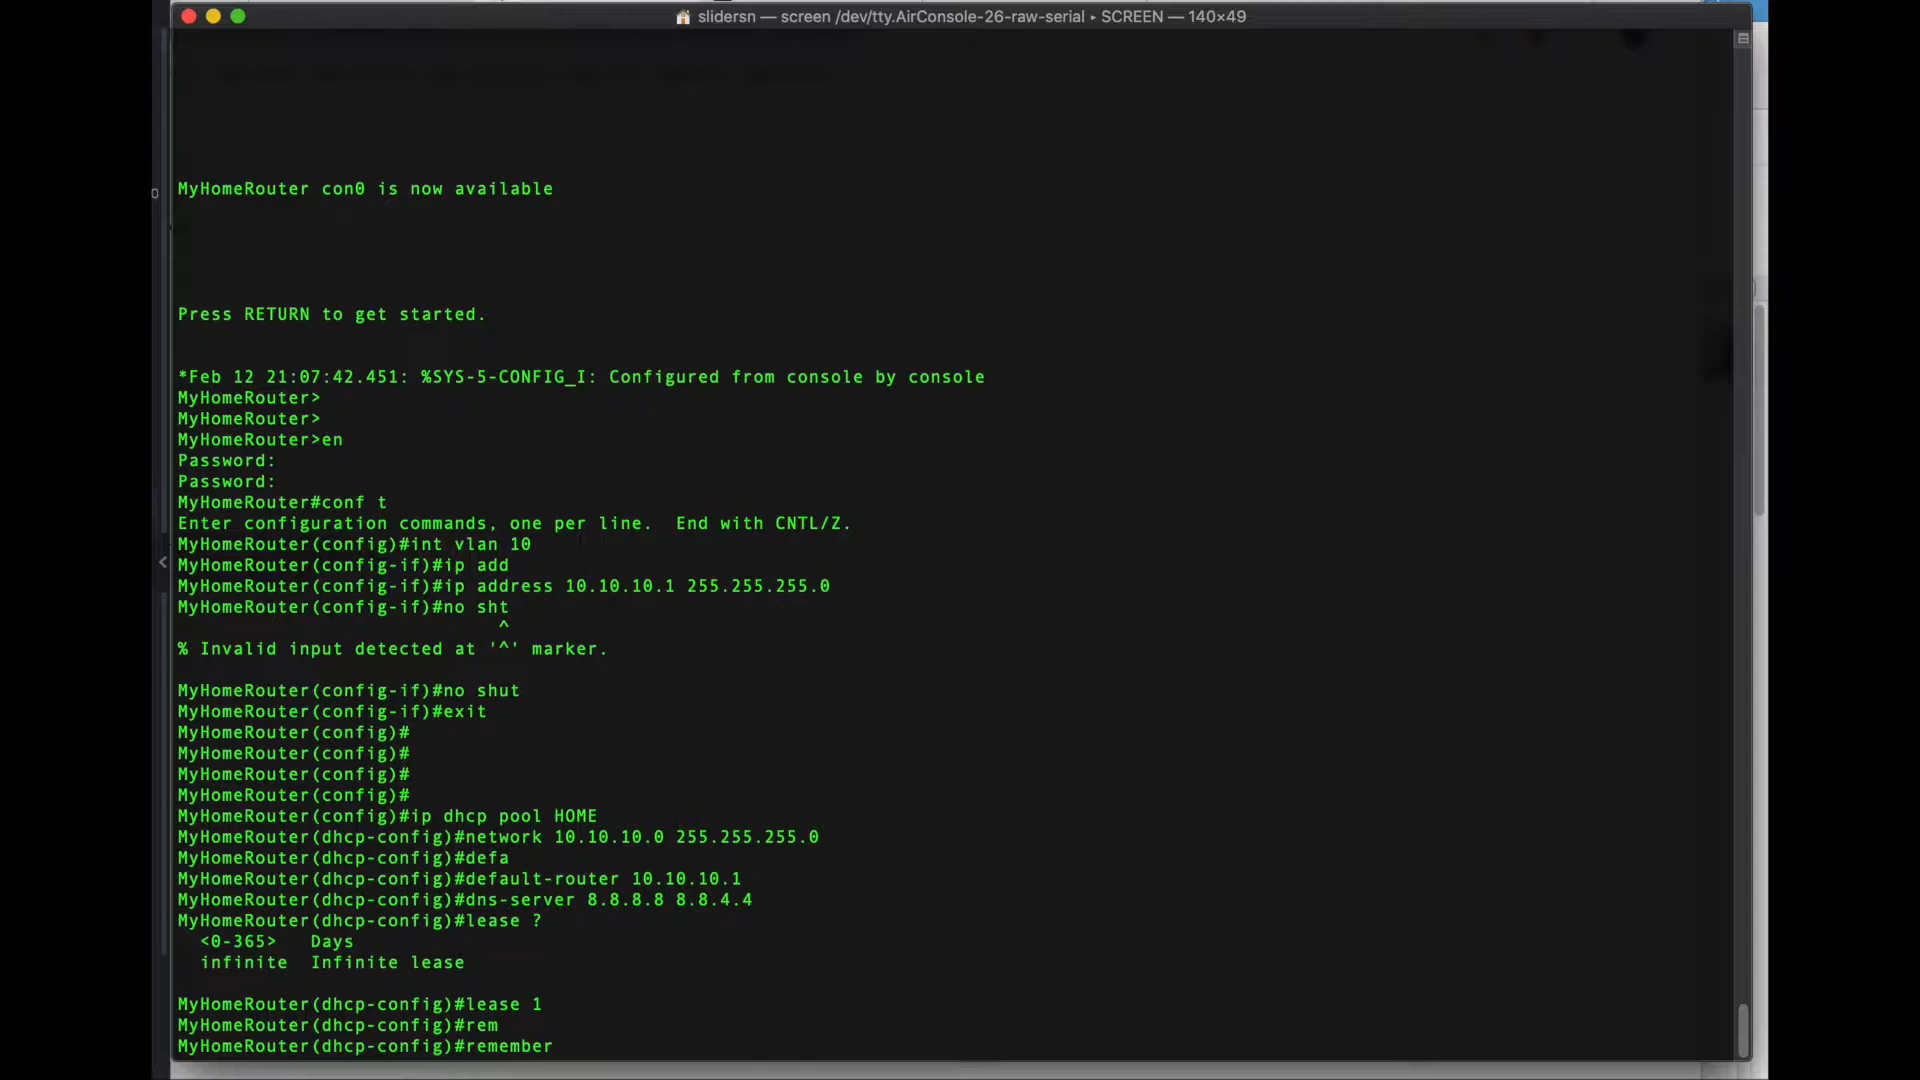 slidersn — screen /dev/tty.AirConsole-26-raw-serial ▸ SCREEN — 140×49
MyHomeRouter con0 is now available
Press RETURN to get started.
*Feb 12 21:07:42.451: %SYS-5-CONFIG_I: Configured from console by console
MyHomeRouter>
MyHomeRouter>
MyHomeRouter>en
Password:
Password:
MyHomeRouter#conf t
Enter configuration commands, one per line.  End with CNTL/Z.
MyHomeRouter(config)#int vlan 10
MyHomeRouter(config-if)#ip add
MyHomeRouter(config-if)#ip address 10.10.10.1 255.255.255.0
MyHomeRouter(config-if)#no sht
^
% Invalid input detected at '^' marker.
MyHomeRouter(config-if)#no shut
MyHomeRouter(config-if)#exit
MyHomeRouter(config)#
MyHomeRouter(config)#
MyHomeRouter(config)#
MyHomeRouter(config)#
MyHomeRouter(config)#ip dhcp pool HOME
MyHomeRouter(dhcp-config)#network 10.10.10.0 255.255.255.0
MyHomeRouter(dhcp-config)#defa
MyHomeRouter(dhcp-config)#default-router 10.10.10.1
MyHomeRouter(dhcp-config)#dns-server 8.8.8.8 8.8.4.4
MyHomeRouter(dhcp-config)#lease ?
<0-365>   Days
infinite  Infinite lease
MyHomeRouter(dhcp-config)#lease 1
MyHomeRouter(dhcp-config)#rem
MyHomeRouter(dhcp-config)#remember